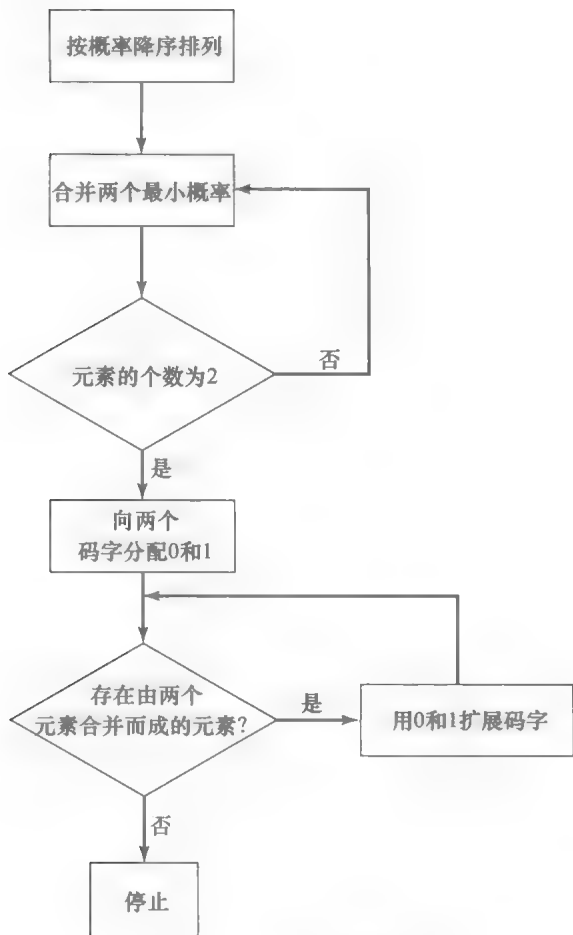 按概率降序排列
合并两个最小概率
元素的个数为2
否
是
向两个
码字分配0和1
存在由两个
元素合并而成的元素?
是
用0和1扩展码字
否
停止